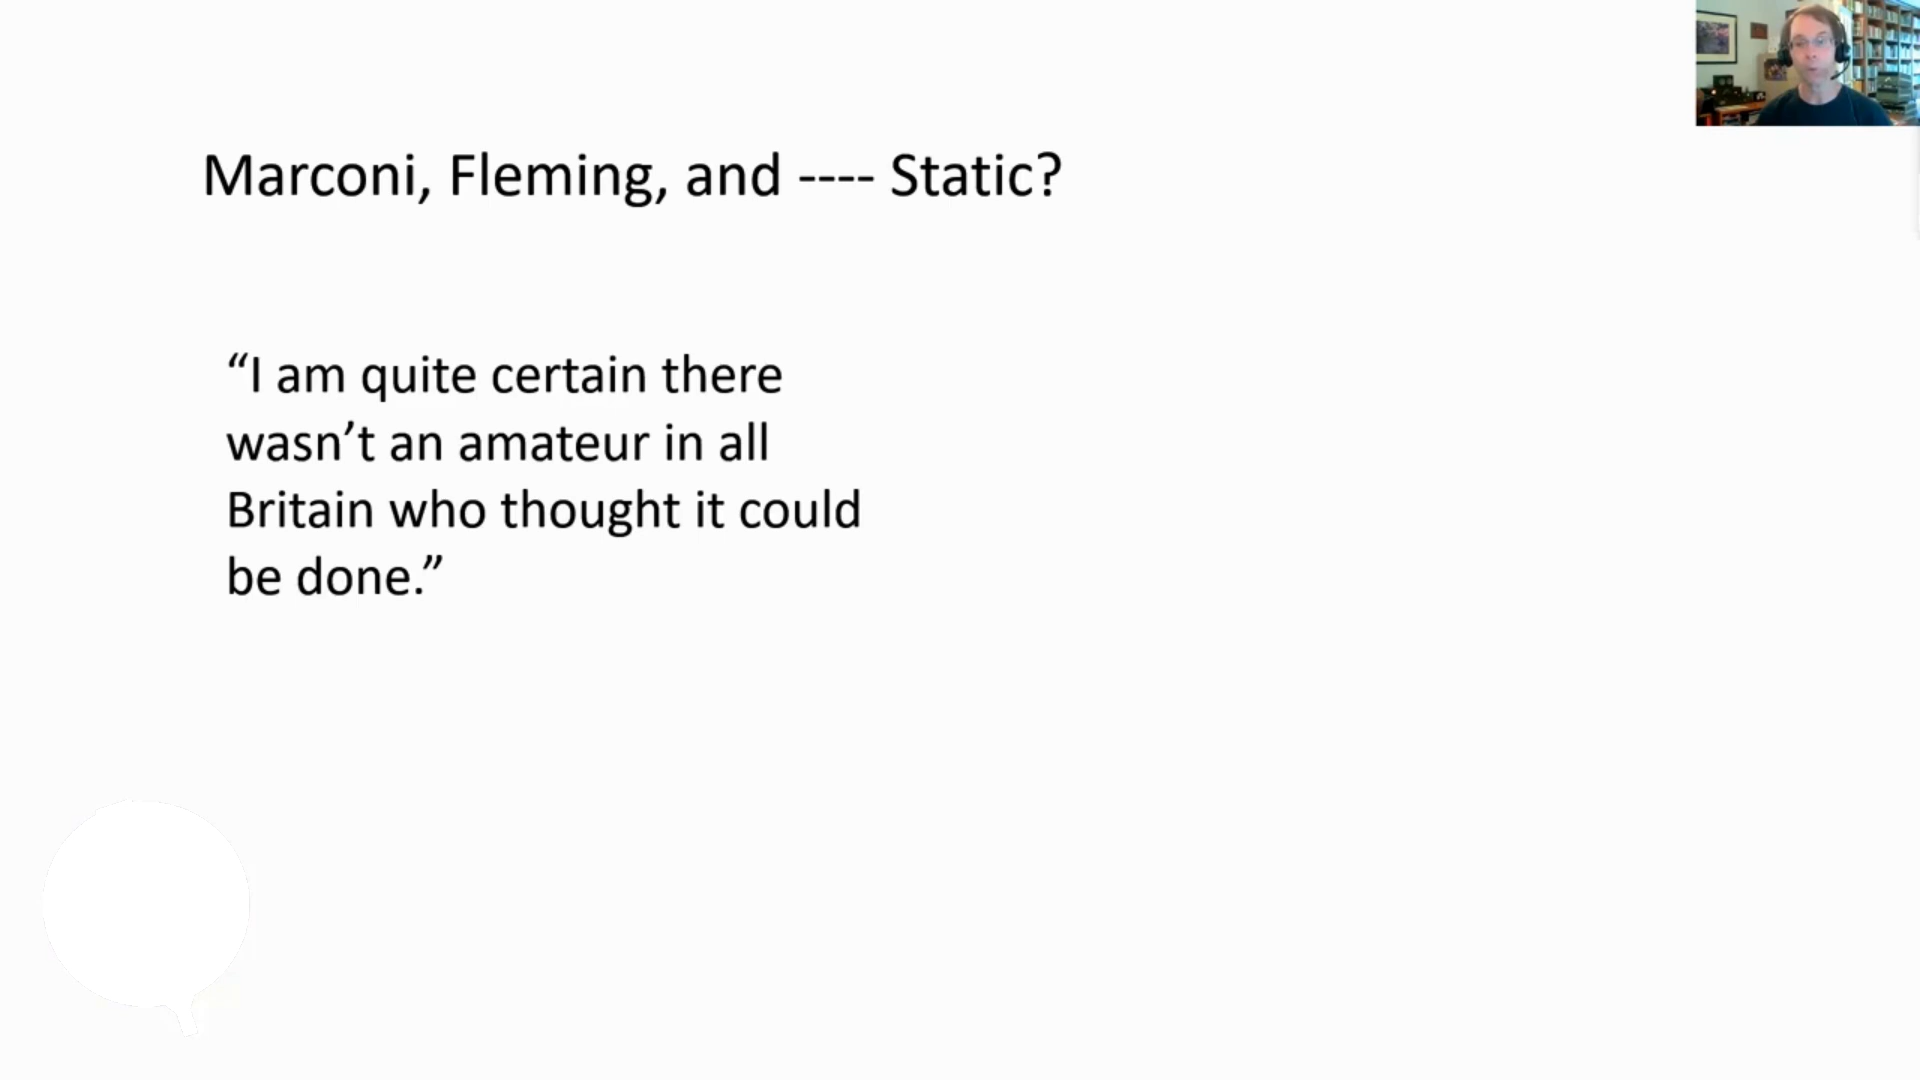 Marconi, Fleming, and ---- Static?
“I am quite certain there
wasn’t an amateur in all
Britain who thought it could
be done.”